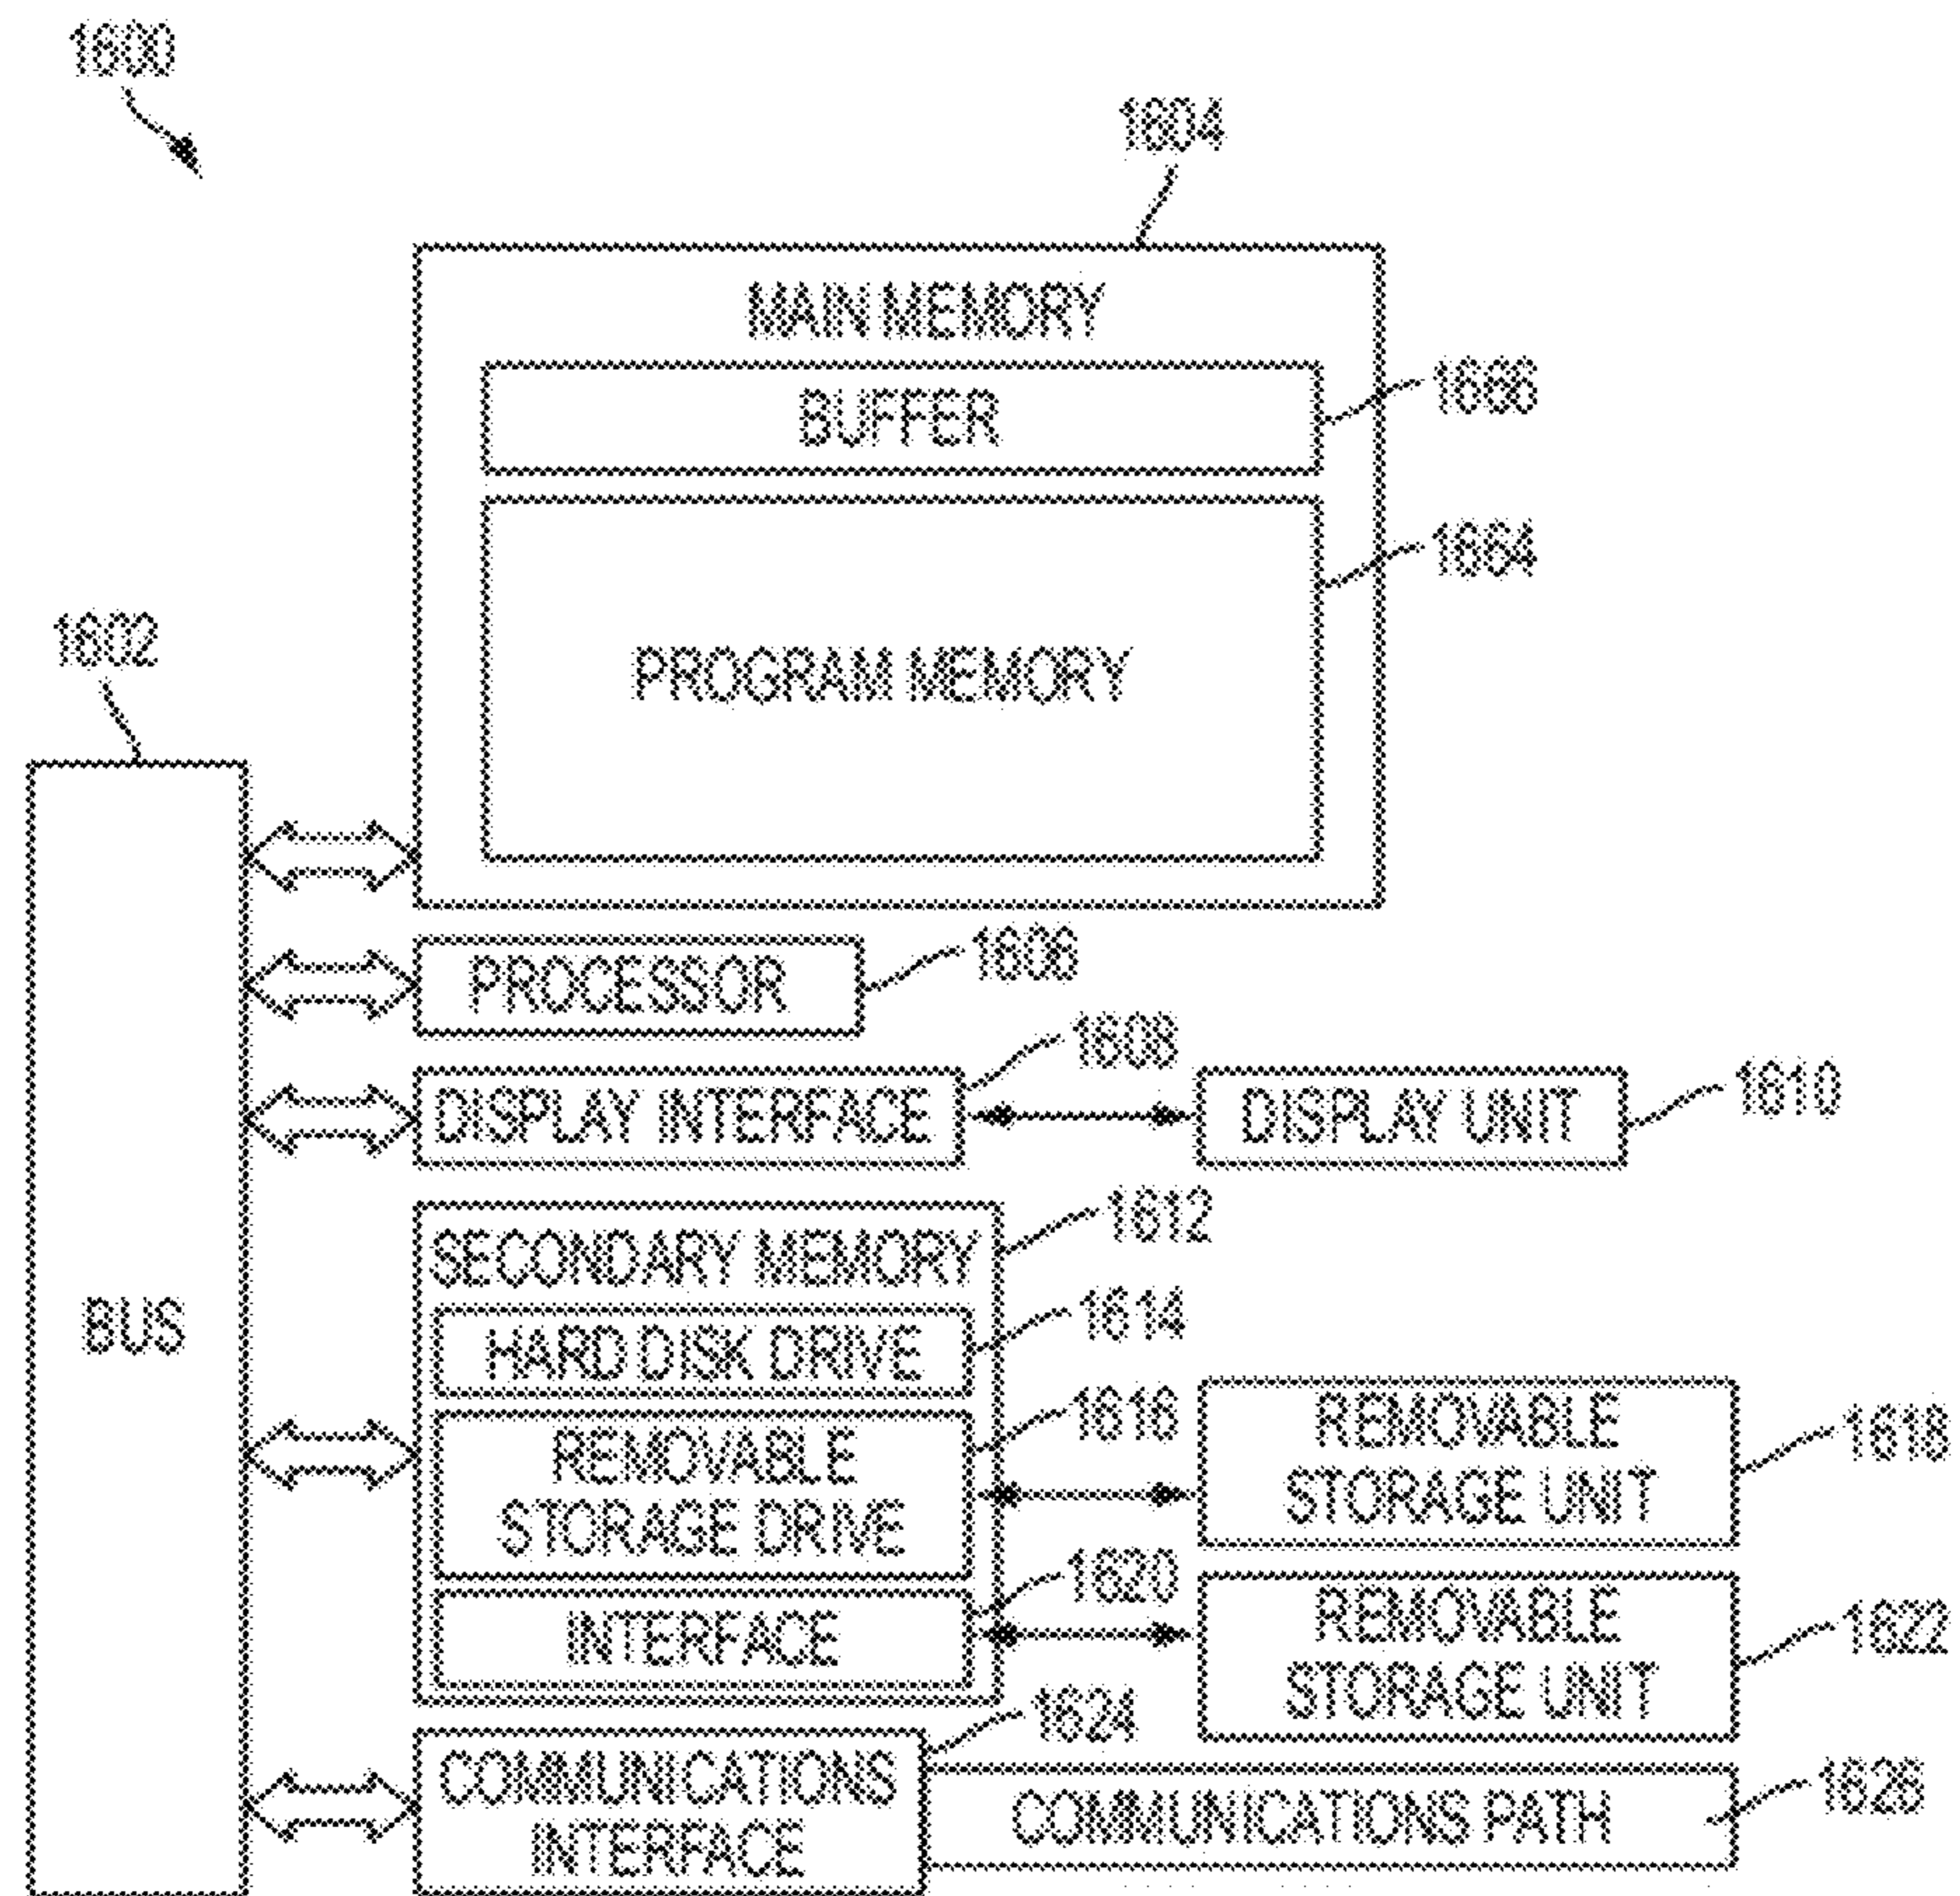 1600
1604
MAIN MEMORY
BUFFER
1666
1664
PROGRAM MEMORY
1602
PROCESSOR
1606
1608
DISPLAY INTERFACE
DISPLAY UNIT
1610
SECONDARY MEMORY
1612
HARD DISK DRIVE
1614
BUS
REMOVABLE
STORAGE DRIVE
1616
REMOVABLE
STORAGE UNIT
1618
INTERFACE
1620
REMOVABLE
STORAGE UNIT
1622
COMMUNICATIONS
INTERFACE
1624
COMMUNICATIONS PATH
1626